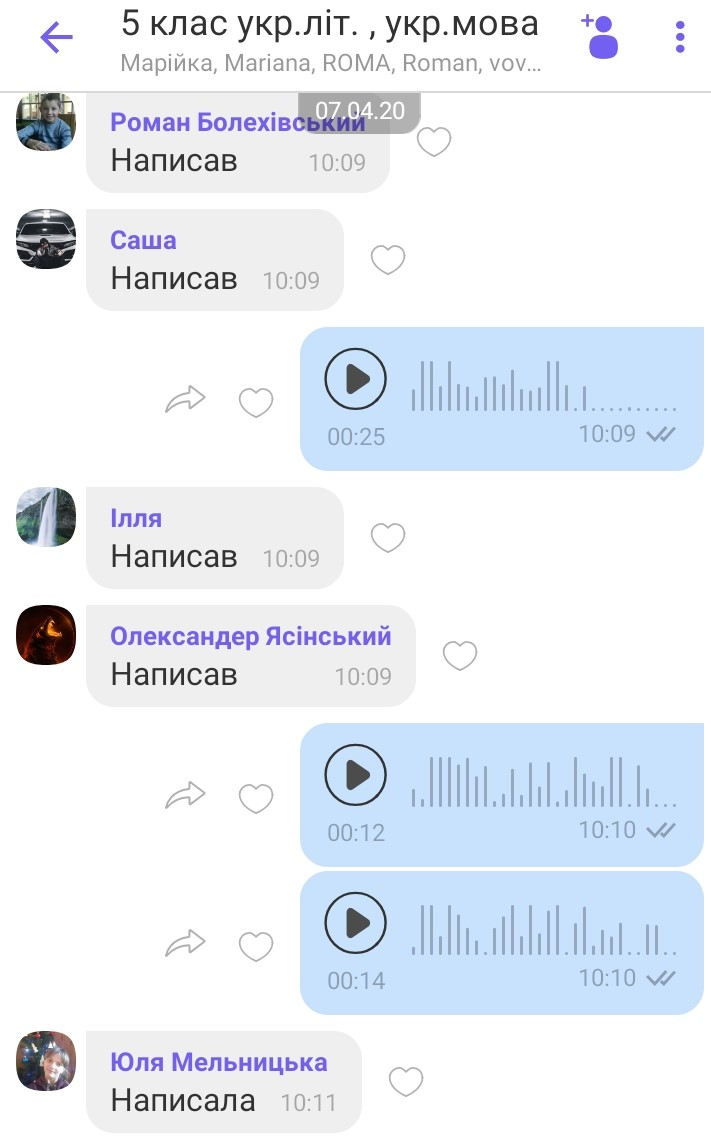 5 клас укр.літ. , укр.мова
Марійка, Mariana, ROMA, Roman, vov...
07.04.20
Роман Болехівський
Написав 10:09
Саша
Написав 10:09
00:25 10:09
Ілля
Написав 10:09
Олександер Ясінський
Написав 10:09
00:12 10:10
00:14 10:10
Юля Мельницька
Написала 10:11